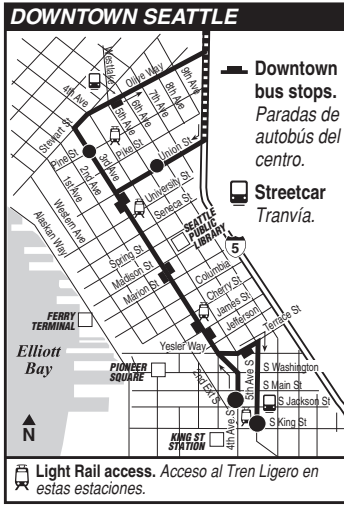 DOWNTOWN SEATTLE
Downtown
bus stops.
Paradas de
autobús del
centro.
Streetcar
Tranvía.
Westlake
Olive Way
9th Ave
8th Ave
7th Ave
6th Ave
5th Ave
4th Ave
Stewart St
Pine St
Pike St
Union St
3rd Ave
2nd Ave
1st Ave
Western Ave
Alaskan Way
University St
Seneca St
SEATTLE
PUBLIC
LIBRARY
5
Spring St
Madison St
Marion St
Columbia
Cherry St
James St
Jefferson
Terrace St
FERRY
TERMINAL
Yesler Way
Elliott
Bay
PIONEER
SQUARE
2nd Ext S
5th Ave S
S Washington
S Main St
S Jackson St
4th Ave S
S King St
KING ST
STATION
N
Light Rail access. Acceso al Tren Ligero en
estas estaciones.